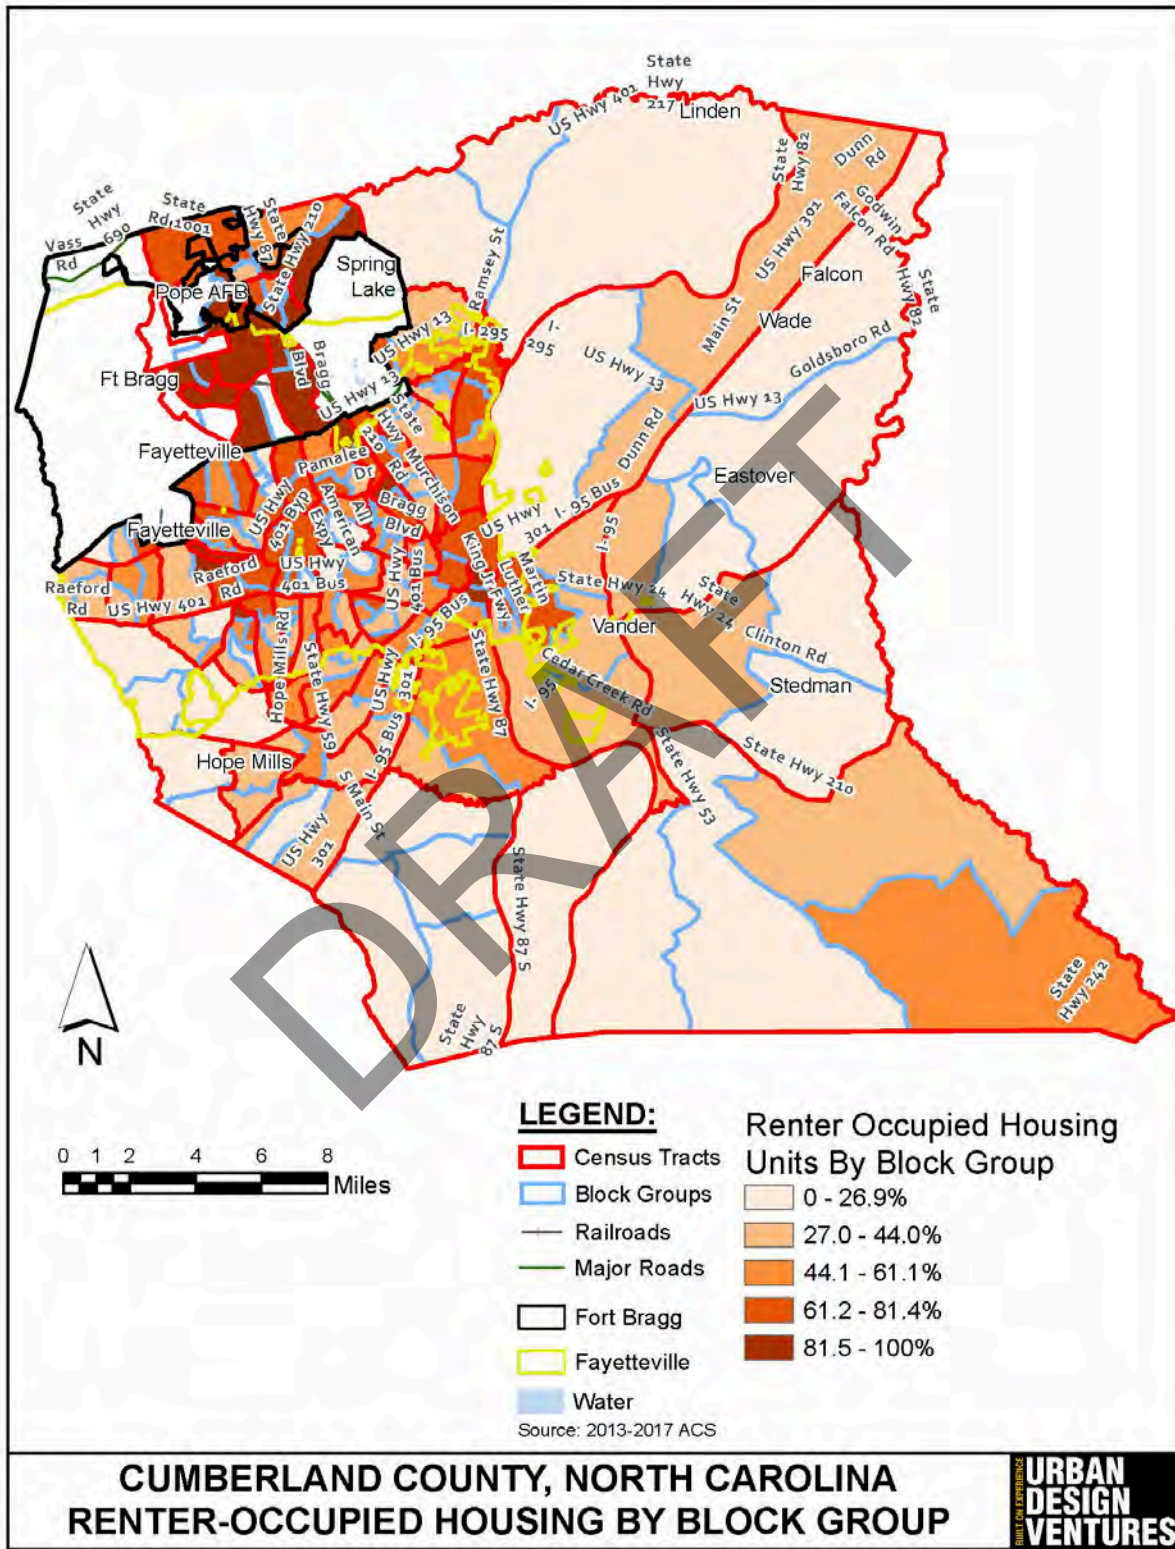 State
Hwy
217
Linden
US Hwy 401
State
Hwy 82
Dunn
Rd
State
Hwy
690
State
Rd 1001
State
Hwy 87
State Hwy 210
Vass
Rd
Godwin
Falcon Rd
US Hwy 301
Ramsey St
Spring
Lake
Pope AFB
Falcon
State
Hwy 82
Main St
Wade
I-295
I-
295
US Hwy 13
US Hwy 13
Goldsboro Rd
Ft Bragg
Bragg
Blvd
US Hwy 13
US Hwy 13
State
Hwy
210
Rd
Murchison
Dunn Rd
Fayetteville
Pamalee
Dr
Eastover
US Hwy
401 Byp
American
Expy
All
Bragg
Blvd
US Hwy
301
I- 95 Bus
I- 95
Fayetteville
Raeford
Rd
US Hwy
401 Bus
US Hwy
401 Bus
King
Jr Fwy
Martin
Luther
State Hwy 24
State
Hwy 24
Raeford
Rd
US Hwy 401
Vander
Clinton Rd
I- 95 Bus
Hope Mills Rd
State Hwy 59
US Hwy
301
State Hwy 87
Cedar Creek Rd
I- 95
Stedman
Hope Mills
I- 95 Bus
State Hwy 53
State Hwy 210
S Main St
US Hwy
301
State Hwy 87 S
State
Hwy 242
State
Hwy
87 S
DRAFT
N
0 1 2 4 6 8
Miles
LEGEND:
Census Tracts
Block Groups
Railroads
Major Roads
Fort Bragg
Fayetteville
Water
Source: 2013-2017 ACS
Renter Occupied Housing
Units By Block Group
0 - 26.9%
27.0 - 44.0%
44.1 - 61.1%
61.2 - 81.4%
81.5 - 100%
CUMBERLAND COUNTY, NORTH CAROLINA
RENTER-OCCUPIED HOUSING BY BLOCK GROUP
BUILT ON EXPERIENCE
URBAN
DESIGN
VENTURES